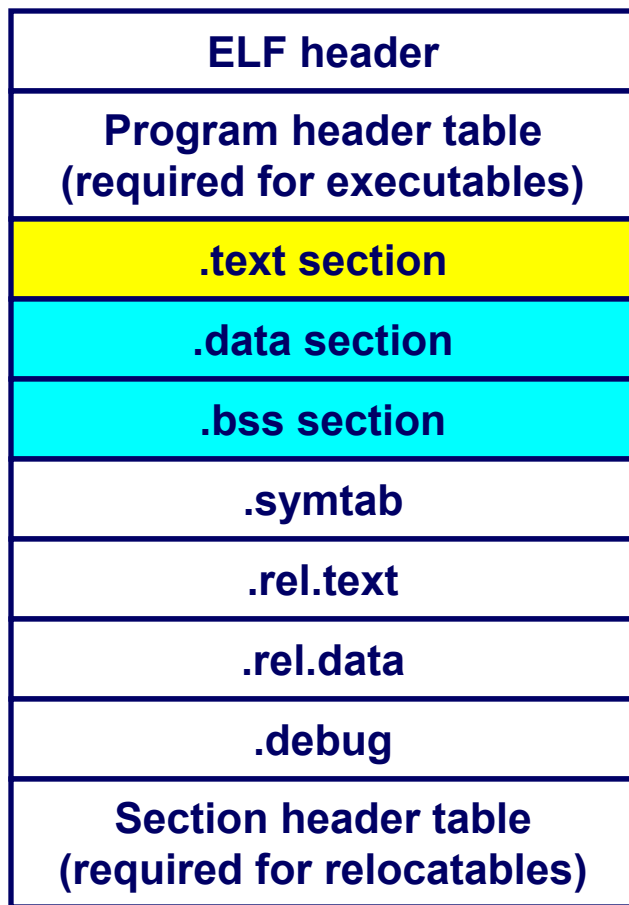 ELF header
Program header table
(required for executables)
.text section
.data section
.bss section
.symtab
.rel.text
.rel.data
.debug
Section header table
(required for relocatables)